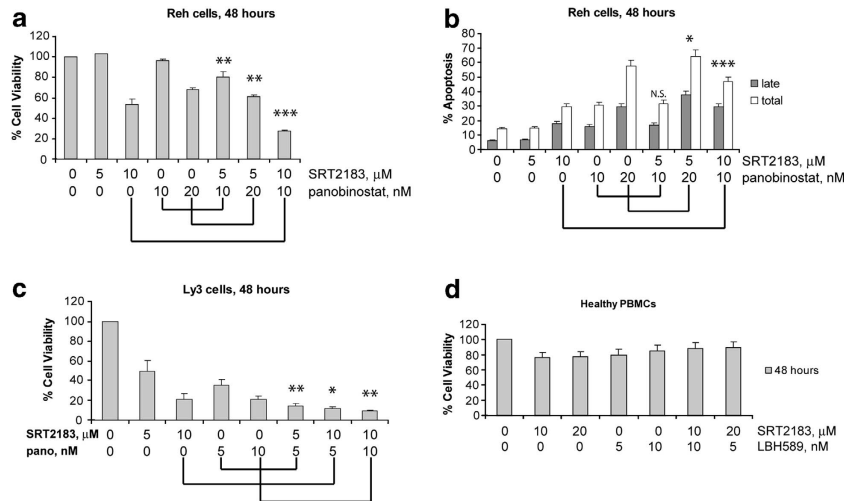 a
Reh cells, 48 hours
% Cell Viability
120
100
80
60
40
20
0
** ** ***
0 5 10 0 0 5 5 10 SRT2183, μM
0 0 0 10 20 10 20 10 panobinostat, nM
b
Reh cells, 48 hours
% Apoptosis
80
70
60
50
40
30
20
10
0
N.S. * ***
late
total
0 5 10 0 0 5 5 10 SRT2183, μM
0 0 0 10 20 10 20 10 panobinostat, nM
c
Ly3 cells, 48 hours
% Cell Viability
120
100
80
60
40
20
0
** * **
SRT2183, μM 0 5 10 0 0 5 10 10
pano, nM 0 0 0 5 10 5 5 10
d
Healthy PBMCs
% Cell Viability
120
100
80
60
40
20
0
48 hours
0 10 20 0 0 10 20 SRT2183, μM
0 0 0 5 10 10 5 LBH589, nM